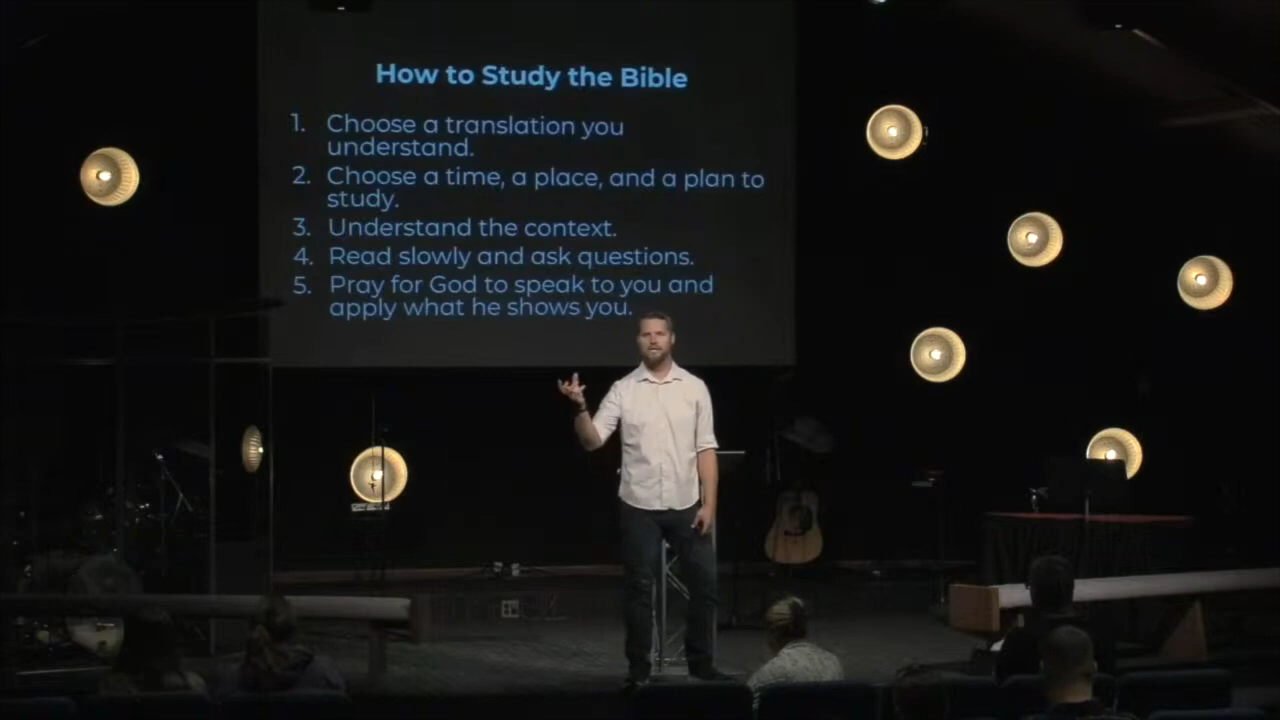 How to Study the Bible
1. Choose a translation you
understand.
2. Choose a time, a place, and a plan to
study.
3. Understand the context.
4. Read slowly and ask questions.
5. Pray for God to speak to you and
apply what he shows you.